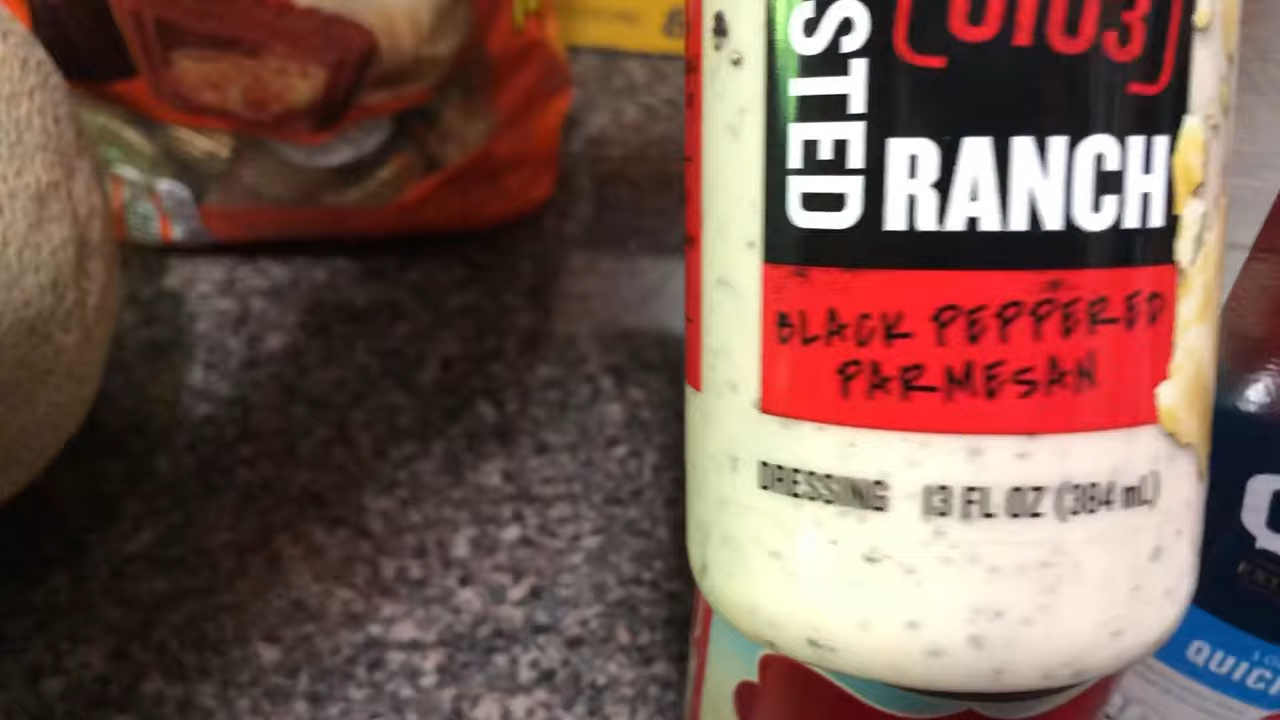 STED
RANCH
BLACK PEPPERED
PARMESAN
DRESSING 13 FL OZ (384 mL)
QUICK